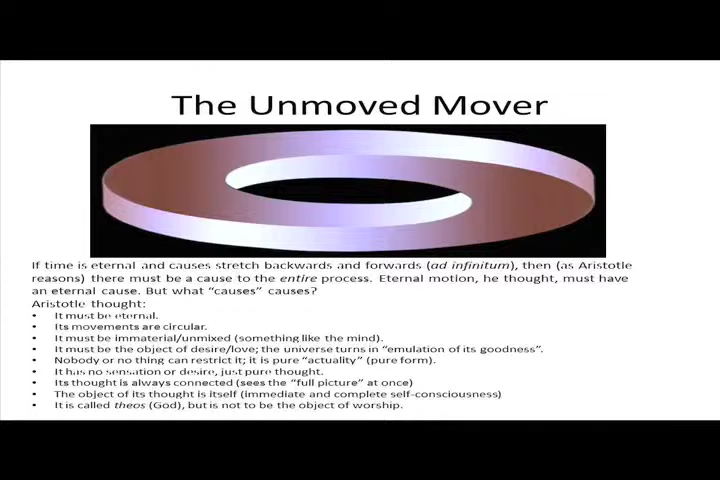 The Unmoved Mover
If time is eternal and causes stretch backwards and forwards (ad infinitum), then (as Aristotle
reasons) there must be a cause to the entire process. Eternal motion, he thought, must have
an eternal cause. But what “causes” causes?
Aristotle thought:
• It must be eternal.
• Its movements are circular.
• It must be immaterial/unmixed (something like the mind).
• It must be the object of desire/love; the universe turns in “emulation of its goodness”.
• Nobody or no thing can restrict it; it is pure “actuality” (pure form).
• It has no sensation or desire, just pure thought.
• Its thought is always connected (sees the “full picture” at once)
• The object of its thought is itself (immediate and complete self-consciousness)
• It is called theos (God), but is not to be the object of worship.